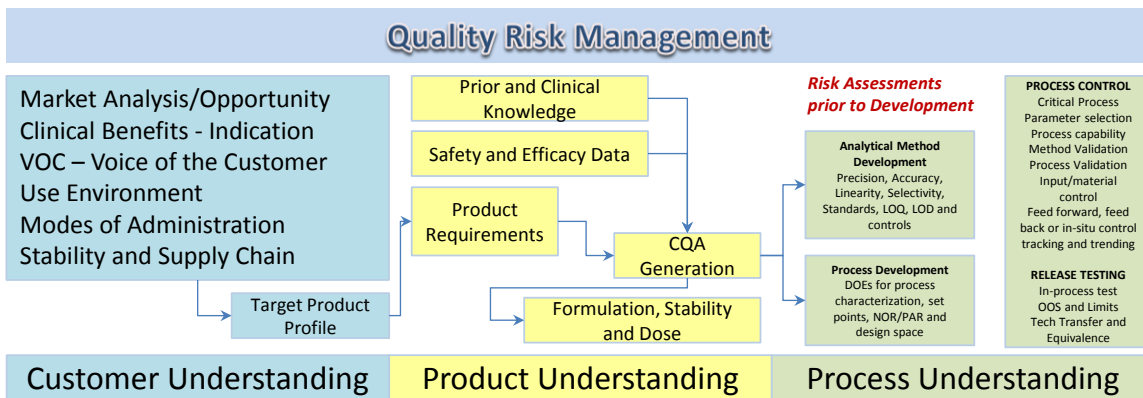 Quality Risk Management
Market Analysis/Opportunity
Clinical Benefits - Indication
VOC – Voice of the Customer
Use Environment
Modes of Administration
Stability and Supply Chain
Target Product
Profile
Prior and Clinical
Knowledge
Safety and Efficacy Data
Product
Requirements
CQA
Generation
Formulation, Stability
and Dose
Risk Assessments
prior to Development
Analytical Method
Development
Precision, Accuracy,
Linearity, Selectivity,
Standards, LOQ, LOD and
controls
Process Development
DOEs for process
characterization, set
points, NOR/PAR and
design space
PROCESS CONTROL
Critical Process
Parameter selection
Process capability
Method Validation
Process Validation
Input/material
control
Feed forward, feed
back or in-situ control
tracking and trending
RELEASE TESTING
In-process test
OOS and Limits
Tech Transfer and
Equivalence
Customer Understanding
Product Understanding
Process Understanding